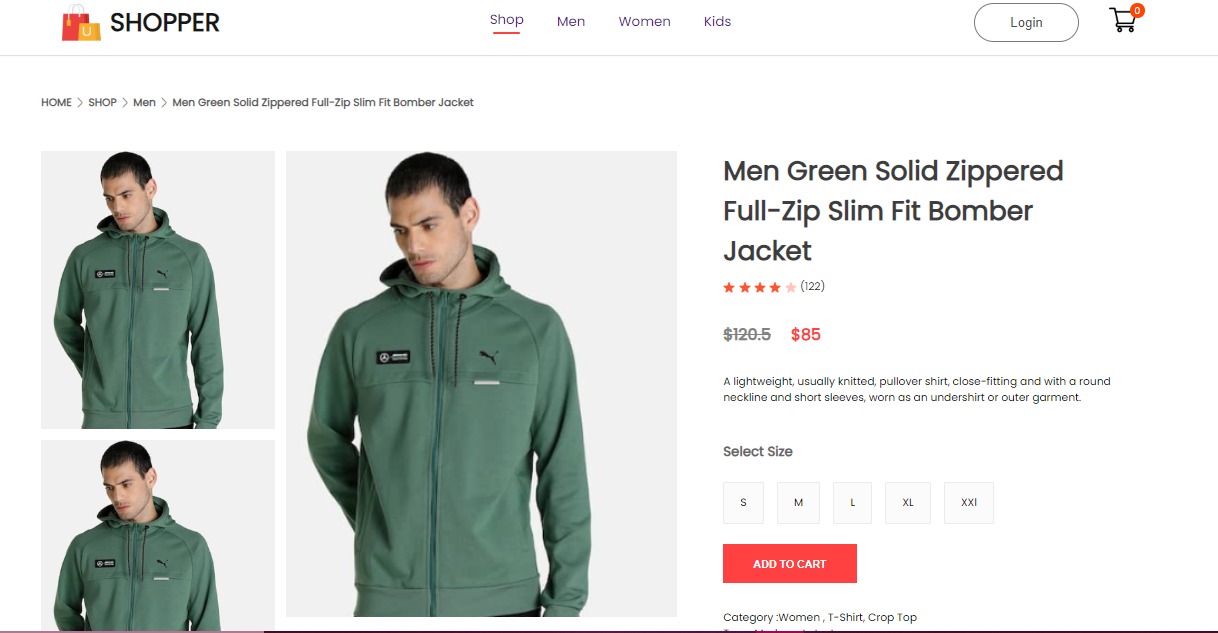 SHOPPER
Shop
Men
Women
Kids
Login
0
HOME
SHOP
Men
Men Green Solid Zippered Full-Zip Slim Fit Bomber Jacket
Men Green Solid Zippered
Full-Zip Slim Fit Bomber
Jacket
(122)
$120.5 $85
A lightweight, usually knitted, pullover shirt, close-fitting and with a round
neckline and short sleeves, worn as an undershirt or outer garment.
Select Size
S
M
L
XL
XXl
ADD TO CART
Category :Women , T-Shirt, Crop Top